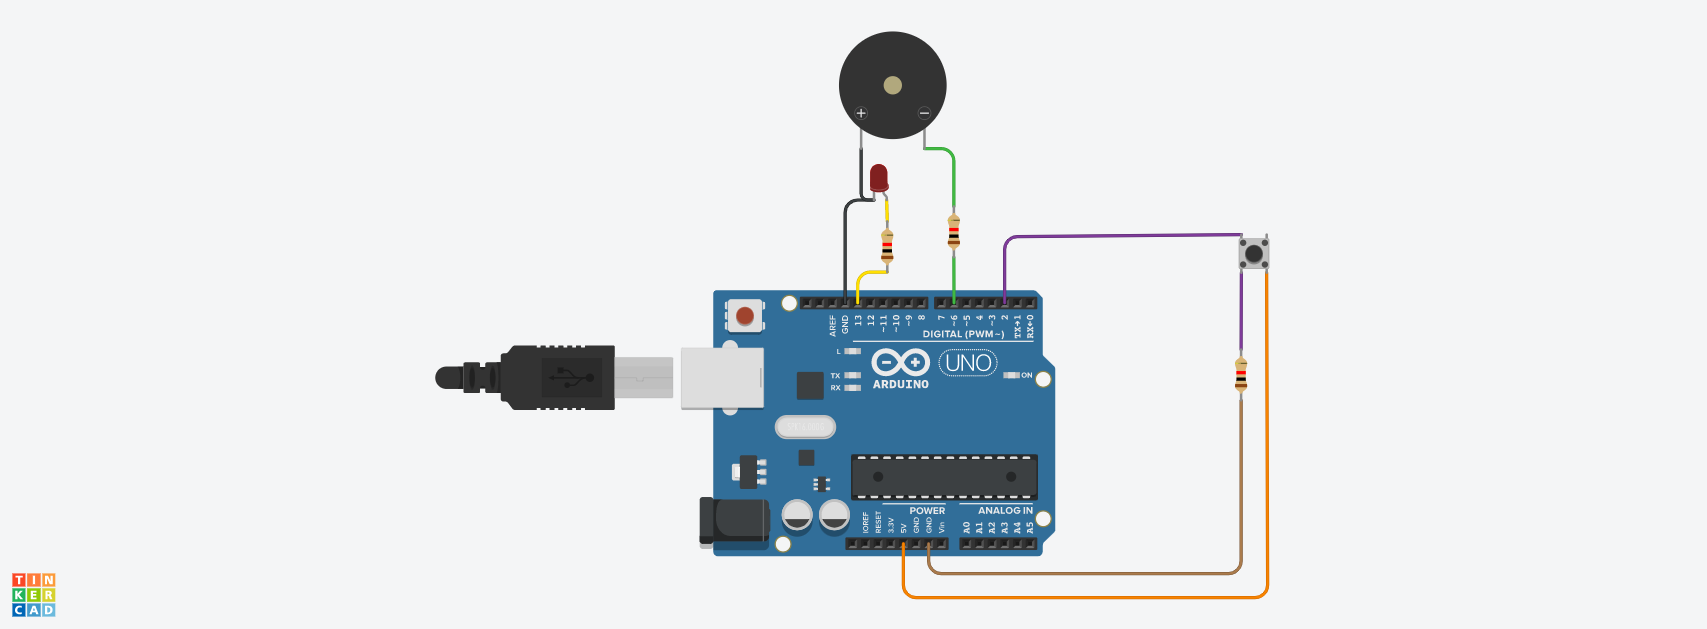 + −
AREF
GND
13
12
~11
~10
~9
8
7
~6
~5
4
~3
2
TX→1
RX←0
DIGITAL (PWM~)
L
TX
RX
UNO
ON
ARDUINO
POWER
ANALOG IN
IOREF
RESET
3.3V
5V
GND
GND
Vin
A0
A1
A2
A3
A4
A5
TIN
KER
CAD